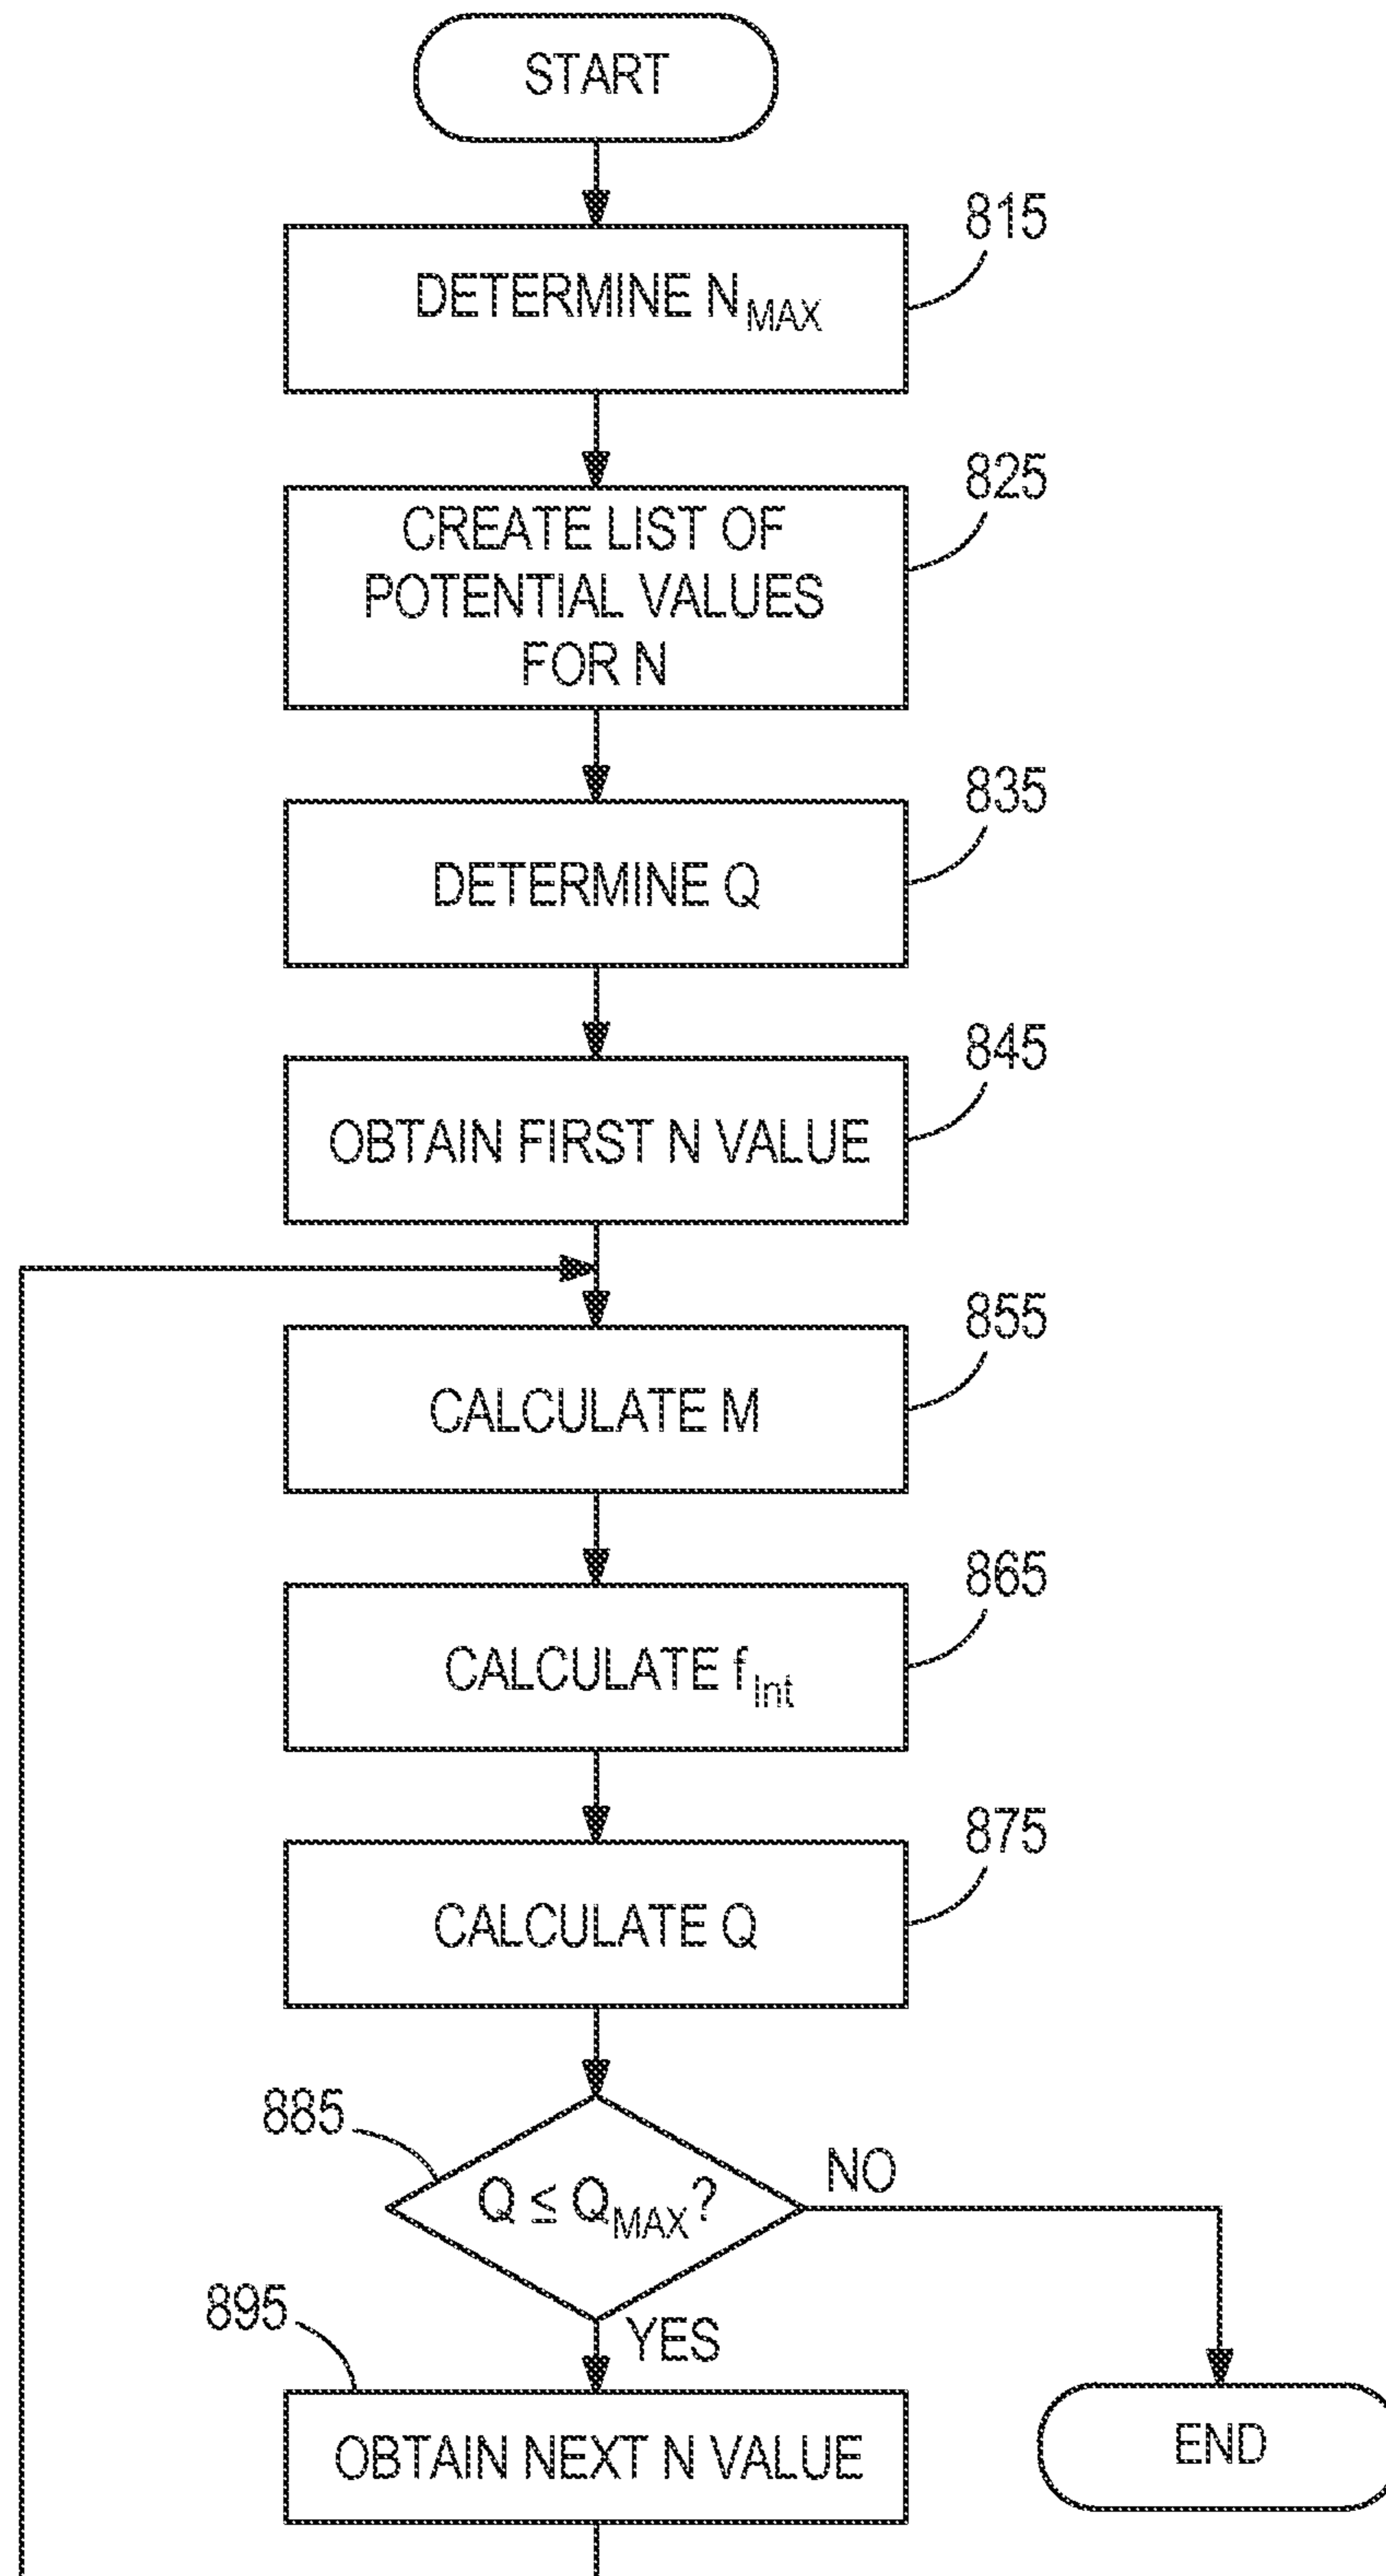 START
815
DETERMINE N_MAX
825
CREATE LIST OF
POTENTIAL VALUES
FOR N
835
DETERMINE Q
845
OBTAIN FIRST N VALUE
855
CALCULATE M
865
CALCULATE f_Int
875
CALCULATE Q
885
Q ≤ Q_MAX?
NO
YES
895
OBTAIN NEXT N VALUE
END